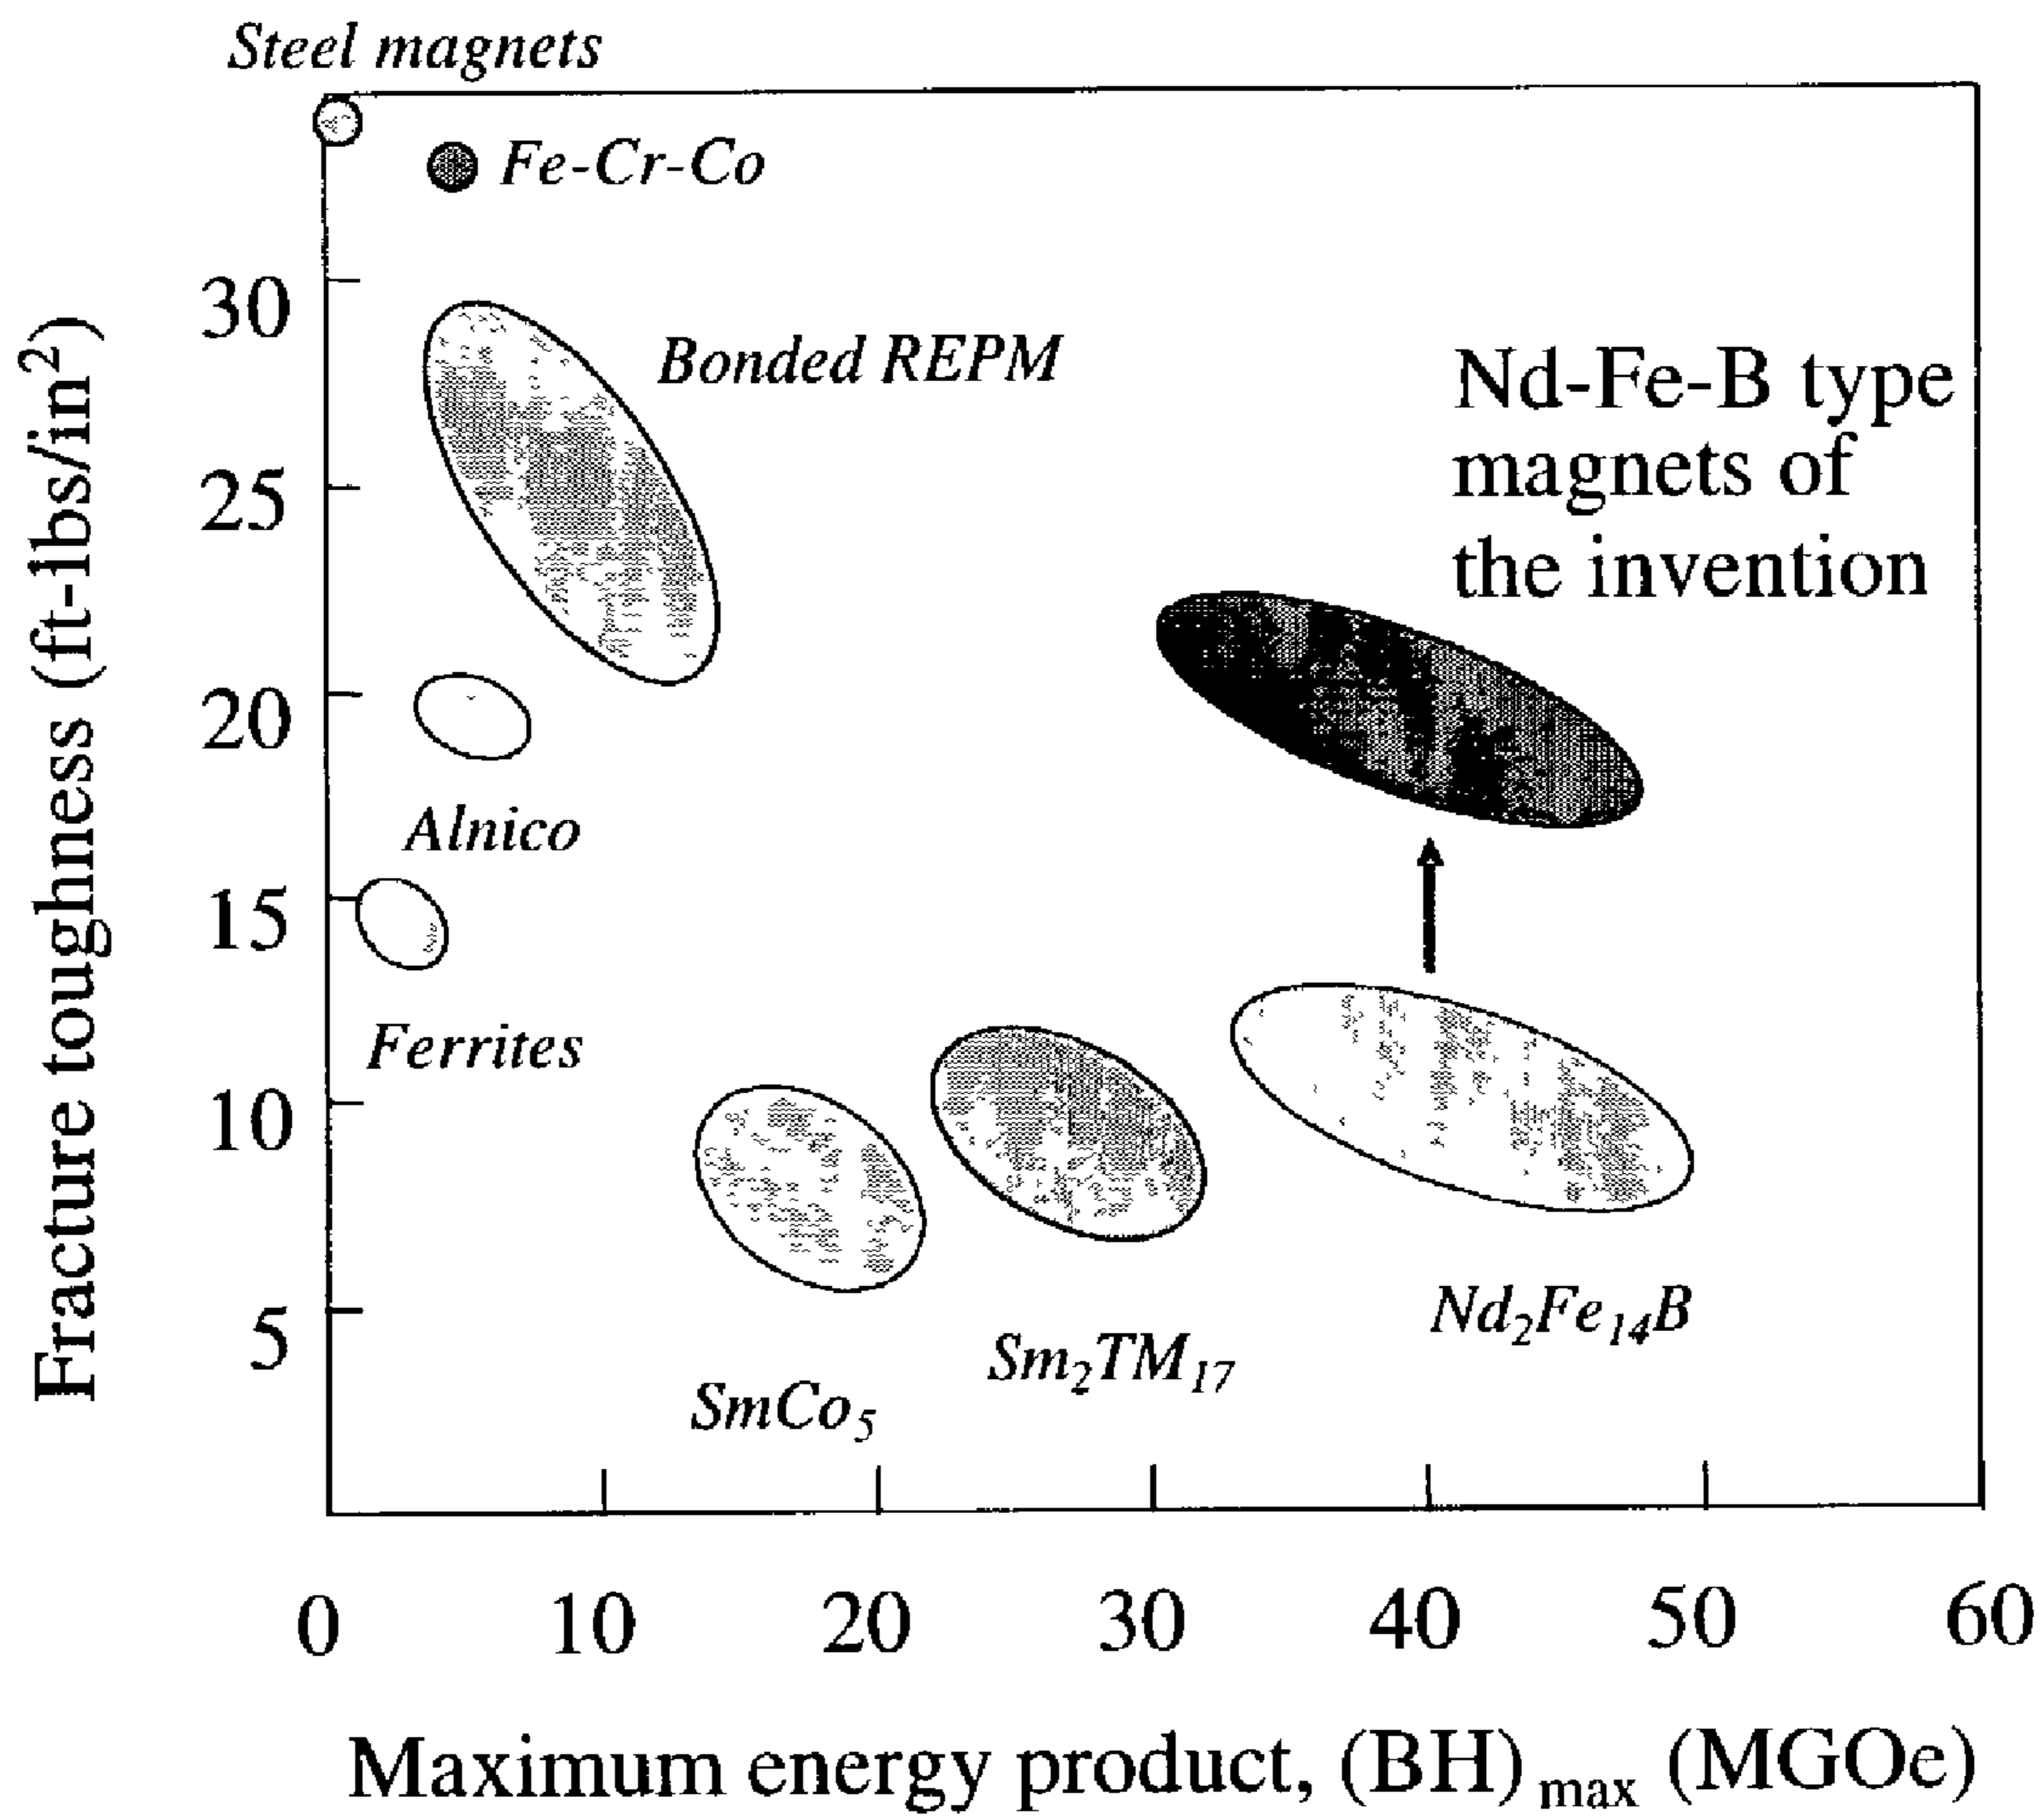 Steel magnets
Fe-Cr-Co
30
Bonded REPM
Nd-Fe-B type
magnets of
the invention
25
20
Alnico
15
Ferrites
10
5
Nd2Fe14B
Sm2TM17
SmCo5
Fracture toughness (ft-lbs/in²)
0 10 20 30 40 50 60
Maximum energy product, (BH)max (MGOe)